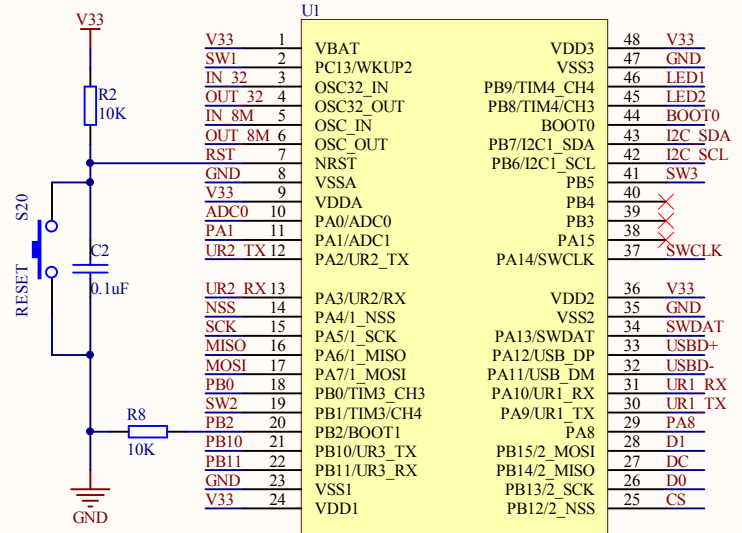 U1
V33
R2
10K
S20
RESET
C2
0.1uF
R8
10K
GND
V33 1 VBAT
SW1 2 PC13/WKUP2
IN_32 3 OSC32_IN
OUT_32 4 OSC32_OUT
IN_8M 5 OSC_IN
OUT_8M 6 OSC_OUT
RST 7 NRST
GND 8 VSSA
V33 9 VDDA
ADC0 10 PA0/ADC0
PA1 11 PA1/ADC1
UR2_TX 12 PA2/UR2_TX
UR2_RX 13 PA3/UR2/RX
NSS 14 PA4/1_NSS
SCK 15 PA5/1_SCK
MISO 16 PA6/1_MISO
MOSI 17 PA7/1_MOSI
PB0 18 PB0/TIM3_CH3
SW2 19 PB1/TIM3/CH4
PB2 20 PB2/BOOT1
PB10 21 PB10/UR3_TX
PB11 22 PB11/UR3_RX
GND 23 VSS1
V33 24 VDD1
VDD3 48 V33
VSS3 47 GND
PB9/TIM4_CH4 46 LED1
PB8/TIM4/CH3 45 LED2
BOOT0 44 BOOT0
PB7/I2C1_SDA 43 I2C_SDA
PB6/I2C1_SCL 42 I2C_SCL
PB5 41 SW3
PB4 40
PB3 39
PA15 38
PA14/SWCLK 37 SWCLK
VDD2 36 V33
VSS2 35 GND
PA13/SWDAT 34 SWDAT
PA12/USB_DP 33 USBD+
PA11/USB_DM 32 USBD-
PA10/UR1_RX 31 UR1_RX
PA9/UR1_TX 30 UR1_TX
PA8 29 PA8
PB15/2_MOSI 28 D1
PB14/2_MISO 27 DC
PB13/2_SCK 26 D0
PB12/2_NSS 25 CS